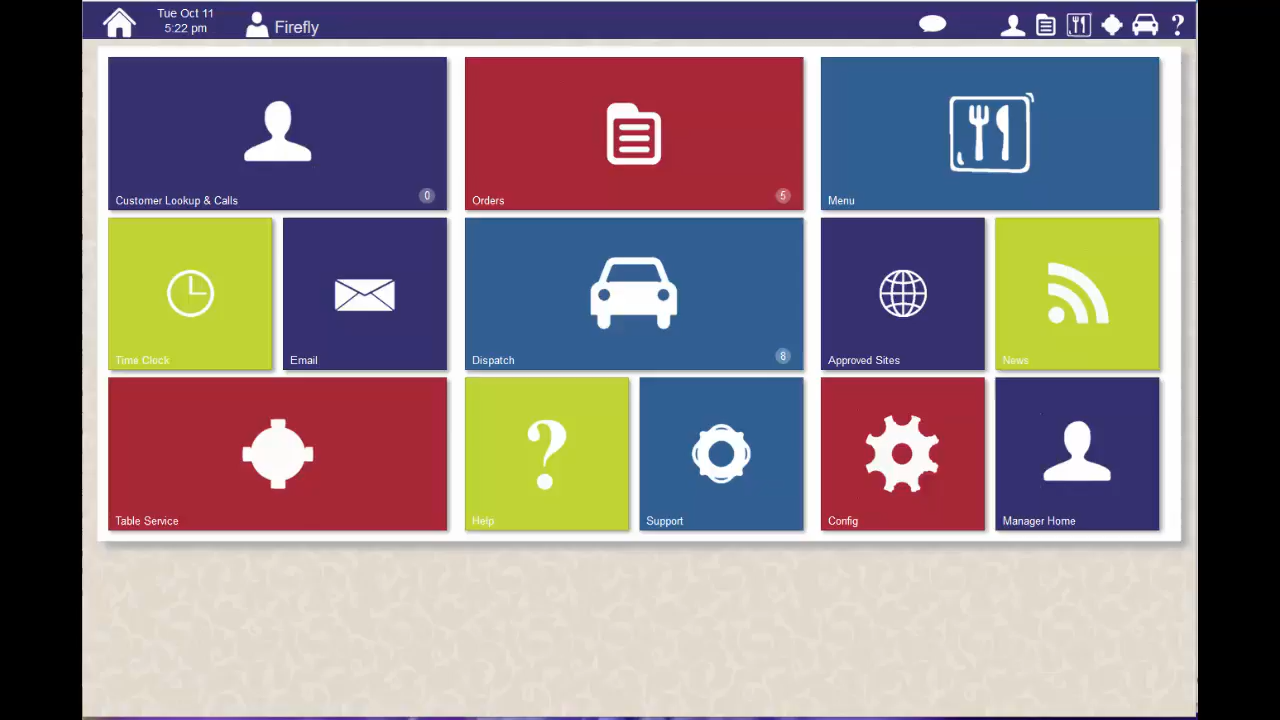 Tue Oct 11
5:22 pm
Firefly
?
Customer Lookup & Calls
0
Orders
5
Menu
Time Clock
Email
Dispatch
8
Approved Sites
News
Table Service
?
Help
Support
Config
Manager Home